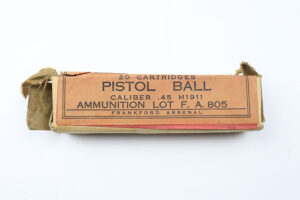 20 CARTRIDGES
PISTOL BALL
CALIBER .45 M1911
AMMUNITION LOT F. A. 805
FRANKFORD ARSENAL